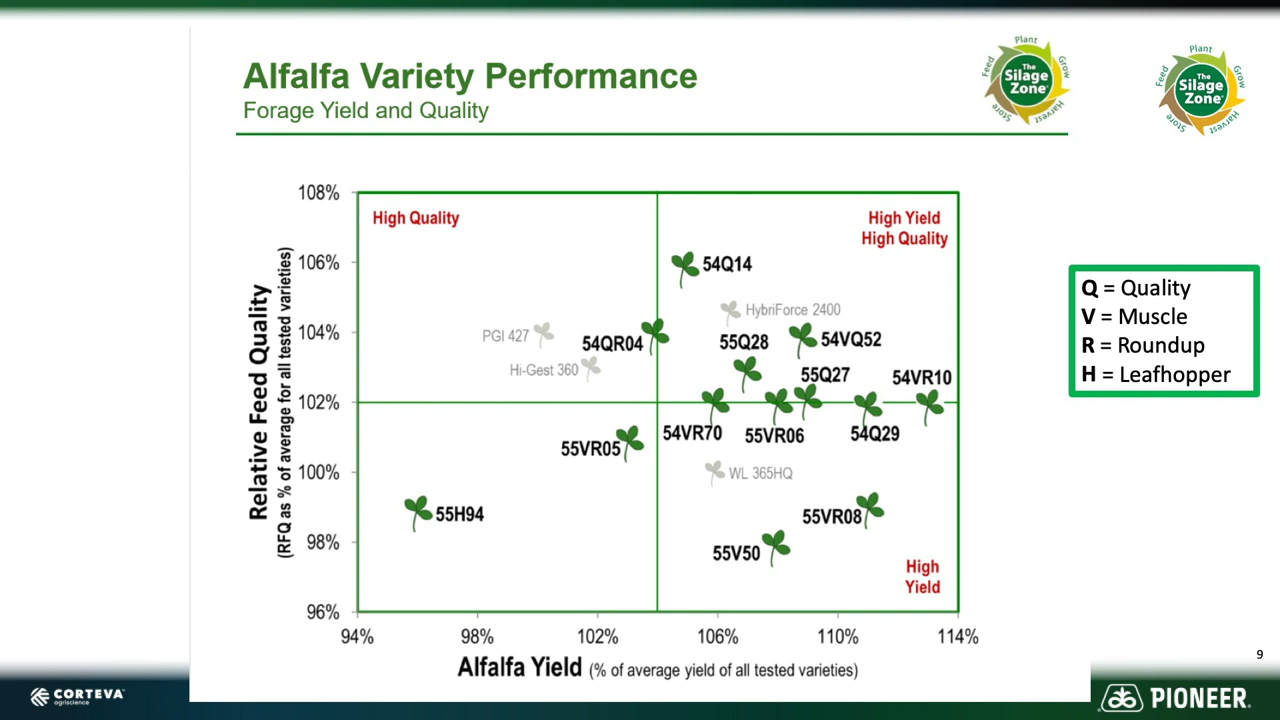 Alfalfa Variety Performance
Forage Yield and Quality
Plant
Grow
Harvest
Store
Feed
The
Silage
Zone
Plant
Grow
Harvest
Store
Feed
The
Silage
Zone
108%
106%
104%
102%
100%
98%
96%
Relative Feed Quality
(RFQ as % of average for all tested varieties)
High Quality
High Yield
High Quality
54Q14
HybriForce 2400
PGI 427
54QR04
55Q28
54VQ52
Hi-Gest 360
55Q27
54VR10
54VR70
55VR06
54Q29
55VR05
WL 365HQ
55H94
55VR08
55V50
High
Yield
94%
98%
102%
106%
110%
114%
Alfalfa Yield (% of average yield of all tested varieties)
Q = Quality
V = Muscle
R = Roundup
H = Leafhopper
9
CORTEVA
agriscience
PIONEER